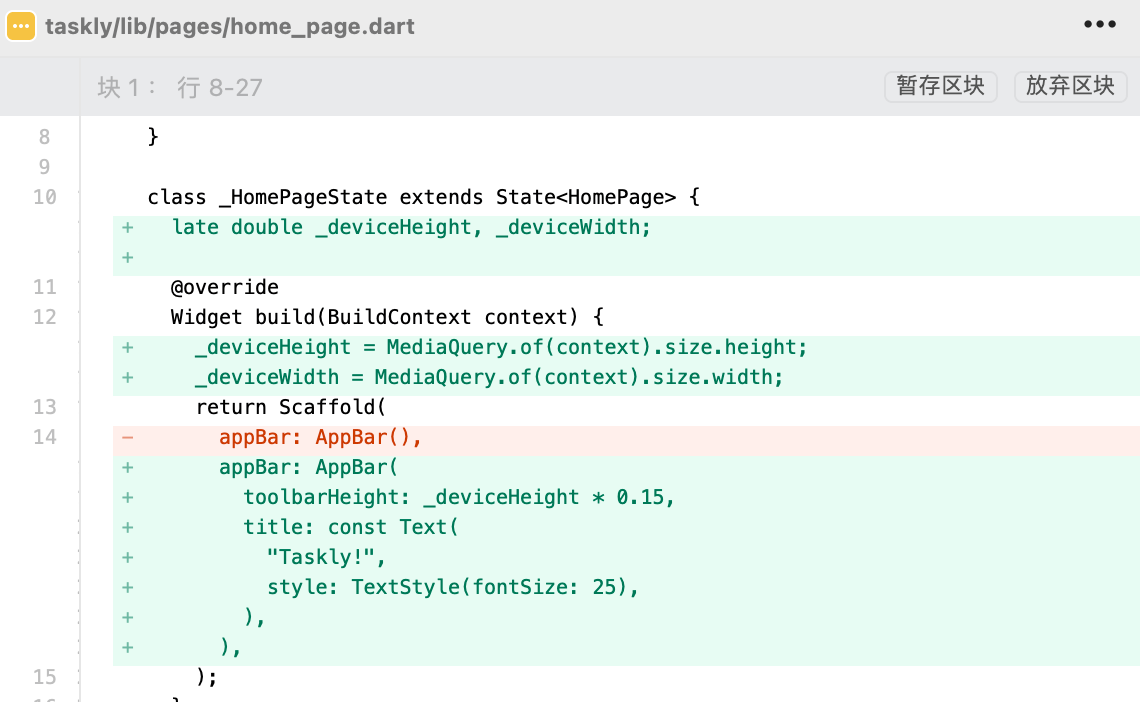 taskly/lib/pages/home_page.dart
块 1： 行 8-27
暂存区块 放弃区块
8 }
9
10 class _HomePageState extends State<HomePage> {
+ late double _deviceHeight, _deviceWidth;
+
11 @override
12 Widget build(BuildContext context) {
+ _deviceHeight = MediaQuery.of(context).size.height;
+ _deviceWidth = MediaQuery.of(context).size.width;
13 return Scaffold(
14 - appBar: AppBar(),
+ appBar: AppBar(
+ toolbarHeight: _deviceHeight * 0.15,
+ title: const Text(
+ "Taskly!",
+ style: TextStyle(fontSize: 25),
+ ),
+ ),
15 );